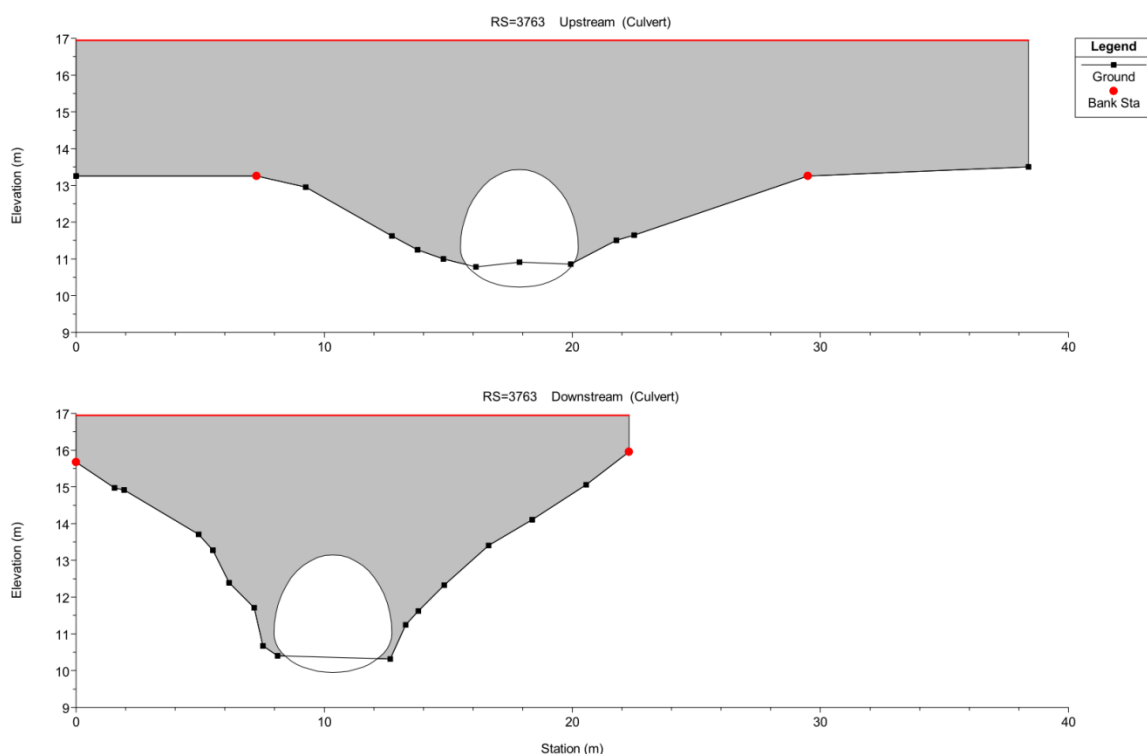 RS=3763 Upstream (Culvert)
17
16
15
14
13
12
11
10
9
Elevation (m)
0 10 20 30 40
Legend
Ground
Bank Sta
RS=3763 Downstream (Culvert)
17
16
15
14
13
12
11
10
9
Elevation (m)
0 10 20 30 40
Station (m)